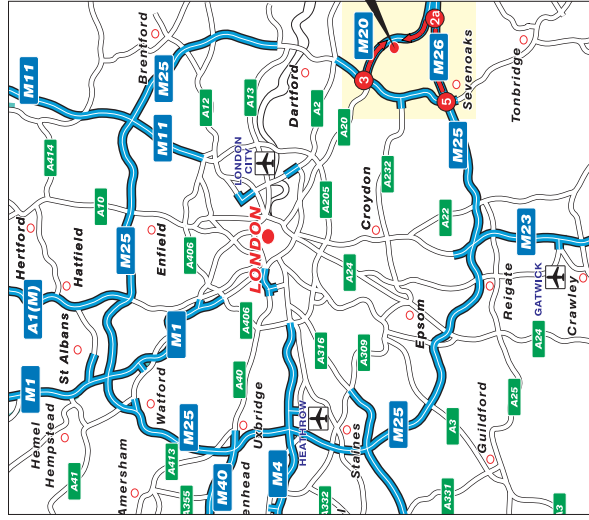 M1
A1(M)
M11
Hemel
Hempstead
St Albans
Hatfield
Hertford
A414
A41
Amersham
Watford
M25
A10
Enfield
M25
M11
M25
Brentford
A413
A355
M1
A406
A12
M40
enhead
Uxbridge
A40
A406
LONDON
LONDON
CITY
A13
M4
HEATHROW
A316
Dartford
A332
Staines
A309
A24
A205
A2
A20
Croydon
A232
3
M20
M25
Epsom
A22
M25
5
M26
2a
Sevenoaks
A331
A3
Guildford
Reigate
M23
Tonbridge
A25
A24
GATWICK
Crawley
A3